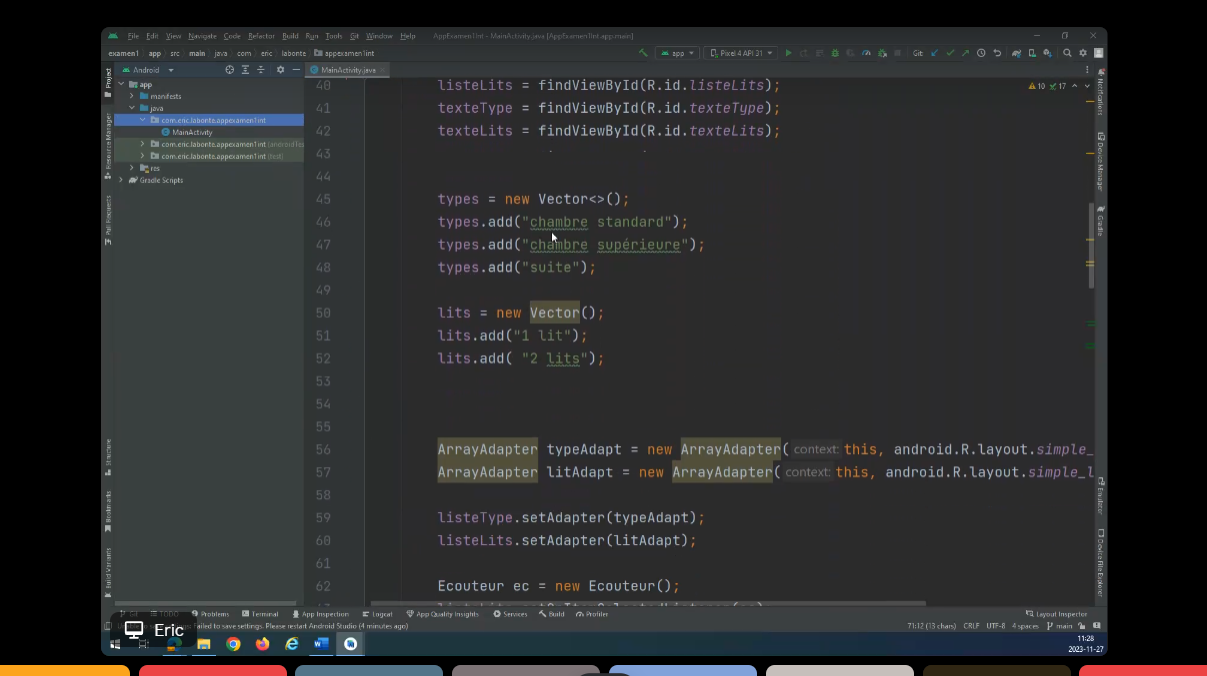 File Edit View Navigate Code Refactor Build Run Tools Git Window Help AppExamen1Int - MainActivity.java [AppExamen1Int.app.main]
examen1 app src main java com eric labonte appexamen1int app Pixel 4 API 31 Git:
Android MainActivity.java
Project
Resource Manager
Pull Requests
Structure
Bookmarks
Build Variants
app
manifests
java
com.eric.labonte.appexamen1int
MainActivity
com.eric.labonte.appexamen1int
com.eric.labonte.appexamen1int (test)
res
Gradle Scripts
10 17
40 listeLits = findViewById(R.id.listeLits);
41 texteType = findViewById(R.id.texteType);
42 texteLits = findViewById(R.id.texteLits);
43
44
45 types = new Vector<>();
46 types.add("chambre standard");
47 types.add("chambre supérieure");
48 types.add("suite");
49
50 lits = new Vector();
51 lits.add("1 lit");
52 lits.add( "2 lits");
53
54
55
56 ArrayAdapter typeAdapt = new ArrayAdapter( context: this, android.R.layout.simple_
57 ArrayAdapter litAdapt = new ArrayAdapter( context: this, android.R.layout.simple_l
58
59 listeType.setAdapter(typeAdapt);
60 listeLits.setAdapter(litAdapt);
61
62 Ecouteur ec = new Ecouteur();
Notifications
Device Manager
Gradle
Emulator
Device File Explorer
Git TODO Problems Terminal App Inspection Logcat App Quality Insights Services Build Profiler Layout Inspector
Failed to save settings. Please restart Android Studio (4 minutes ago) 71:12 (13 chars) CRLF UTF-8 4 spaces main
Eric
11:28
2023-11-27